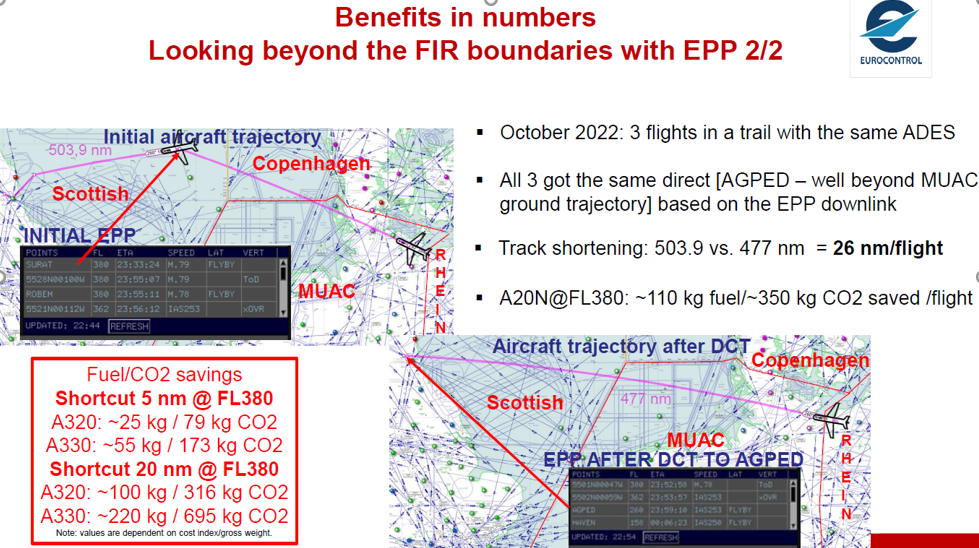 Benefits in numbers
Looking beyond the FIR boundaries with EPP 2/2
EUROCONTROL
Initial aircraft trajectory
503,9 nm
Copenhagen
Scottish
INITIAL EPP
POINTS FL ETA SPEED LAT VERT
SURAT 380 23:33:24 M.79 FLYBY
5528N00100W 380 23:55:07 M.79 ToD
ROBEM 380 23:55:11 M.78 FLYBY
5521N00112W 362 23:56:12 IAS253 xOVR
UPDATED: 22:44 REFRESH
MUAC
RHEIN
▪ October 2022: 3 flights in a trail with the same ADES
▪ All 3 got the same direct [AGPED – well beyond MUAC
ground trajectory] based on the EPP downlink
▪ Track shortening: 503.9 vs. 477 nm = 26 nm/flight
▪ A20N@FL380: ~110 kg fuel/~350 kg CO2 saved /flight
Fuel/CO2 savings
Shortcut 5 nm @ FL380
A320: ~25 kg / 79 kg CO2
A330: ~55 kg / 173 kg CO2
Shortcut 20 nm @ FL380
A320: ~100 kg / 316 kg CO2
A330: ~220 kg / 695 kg CO2
Note: values are dependent on cost index/gross weight.
Aircraft trajectory after DCT
Copenhagen
Scottish
477 nm
MUAC
RHEIN
EPP AFTER DCT TO AGPED
POINTS FL ETA SPEED LAT VERT
5501N00047W 380 23:52:50 M.78 ToD
5502N00059W 362 23:53:57 IAS253 xOVR
AGPED 260 23:59:10 IAS253 FLYBY
HAVEN 150 00:06:23 IAS250 FLYBY
UPDATED: 22:54 REFRESH